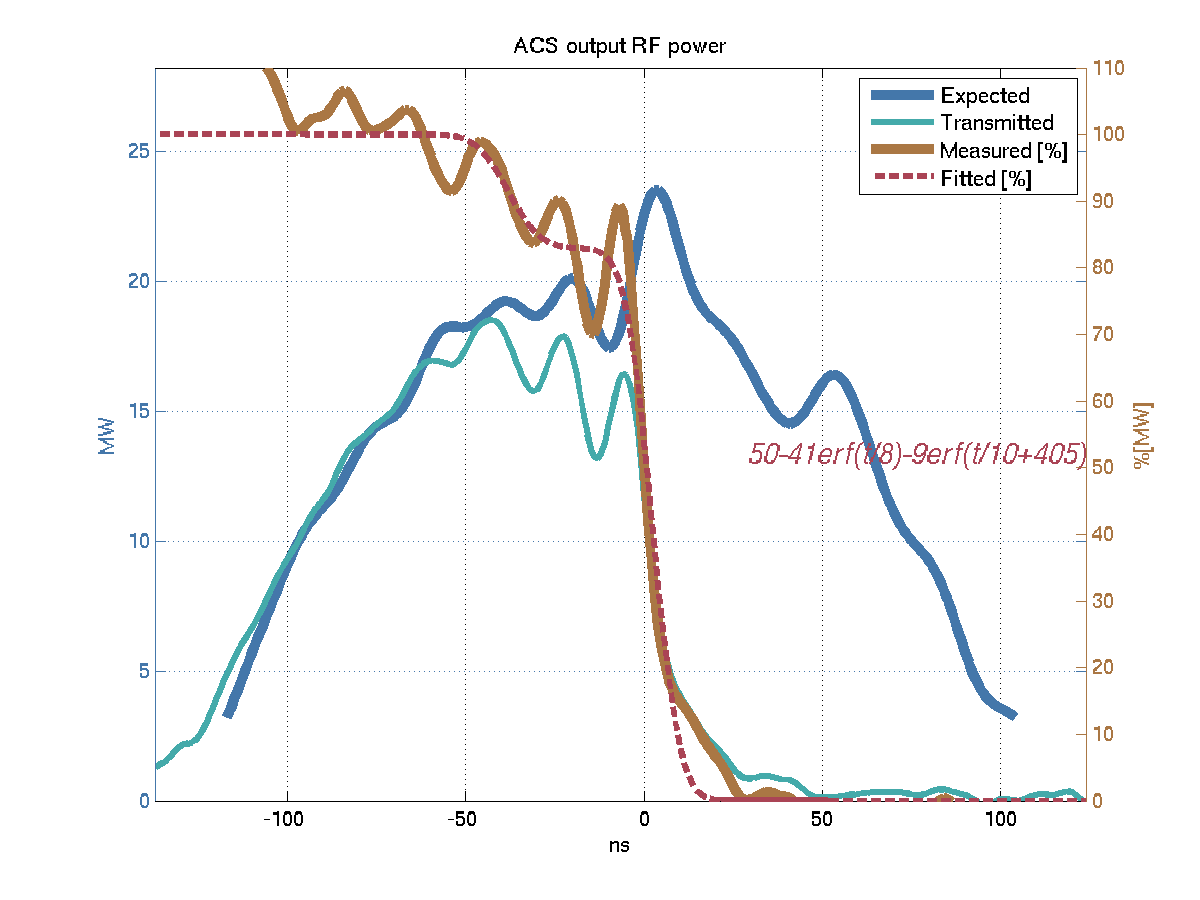 ACS output RF power
Expected
Transmitted
Measured [%]
Fitted [%]
25
20
15
10
5
0
MW
110
100
90
80
70
60
50
40
30
20
10
0
%[MW]
50-41erf(t/8)-9erf(t/10+405)
-100
-50
0
50
100
ns